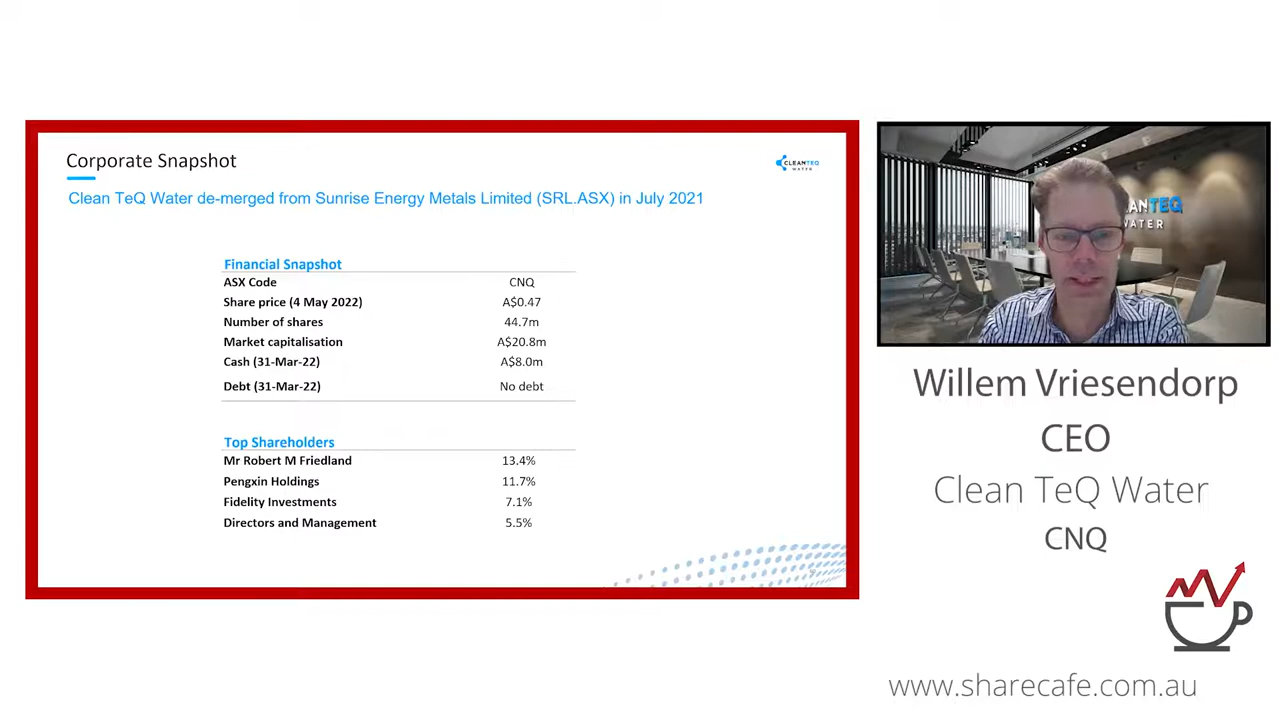 Corporate Snapshot
CLEANTEQ
WATER
Clean TeQ Water de-merged from Sunrise Energy Metals Limited (SRL.ASX) in July 2021
Financial Snapshot
ASX Code CNQ
Share price (4 May 2022) A$0.47
Number of shares 44.7m
Market capitalisation A$20.8m
Cash (31-Mar-22) A$8.0m
Debt (31-Mar-22) No debt
Top Shareholders
Mr Robert M Friedland 13.4%
Pengxin Holdings 11.7%
Fidelity Investments 7.1%
Directors and Management 5.5%
ANTEQ
WATER
Willem Vriesendorp
CEO
Clean TeQ Water
CNQ
www.sharecafe.com.au